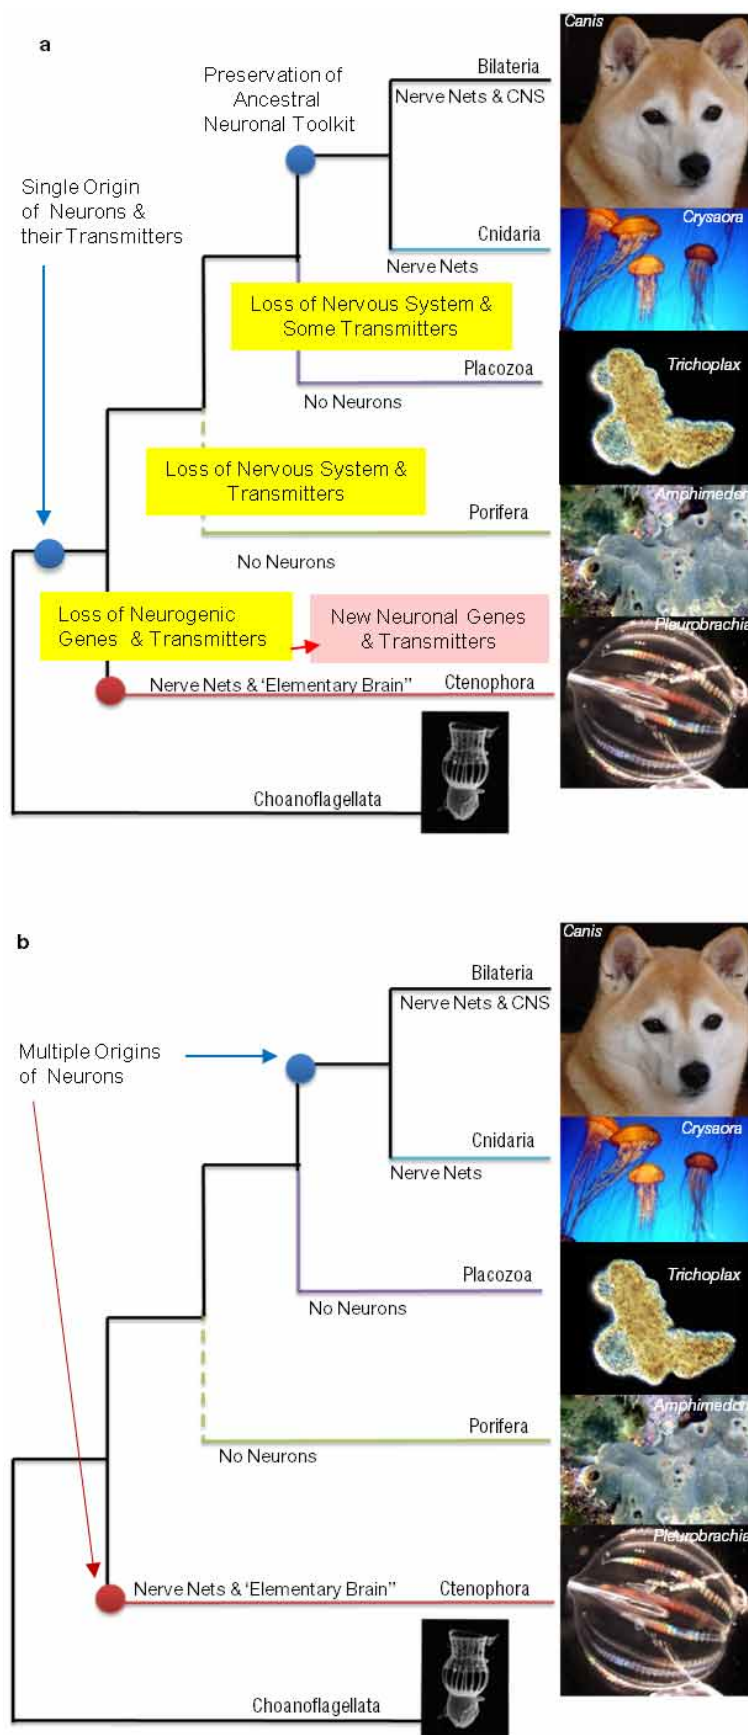 a
Canis
Preservation of
Ancestral
Neuronal Toolkit
Bilateria
Nerve Nets & CNS
Single Origin
of Neurons &
their Transmitters
Crysaora
Cnidaria
Nerve Nets
Loss of Nervous System &
Some Transmitters
Placozoa
Trichoplax
No Neurons
Loss of Nervous System &
Transmitters
Amphimedon
Porifera
No Neurons
Loss of Neurogenic
Genes & Transmitters
New Neuronal Genes
& Transmitters
Pleurobrachia
Nerve Nets & ‘Elementary Brain”
Ctenophora
Choanoflagellata
b
Canis
Bilateria
Nerve Nets & CNS
Multiple Origins
of Neurons
Crysaora
Cnidaria
Nerve Nets
Placozoa
Trichoplax
No Neurons
Amphimedon
Porifera
No Neurons
Pleurobrachia
Nerve Nets & ‘Elementary Brain”
Ctenophora
Choanoflagellata